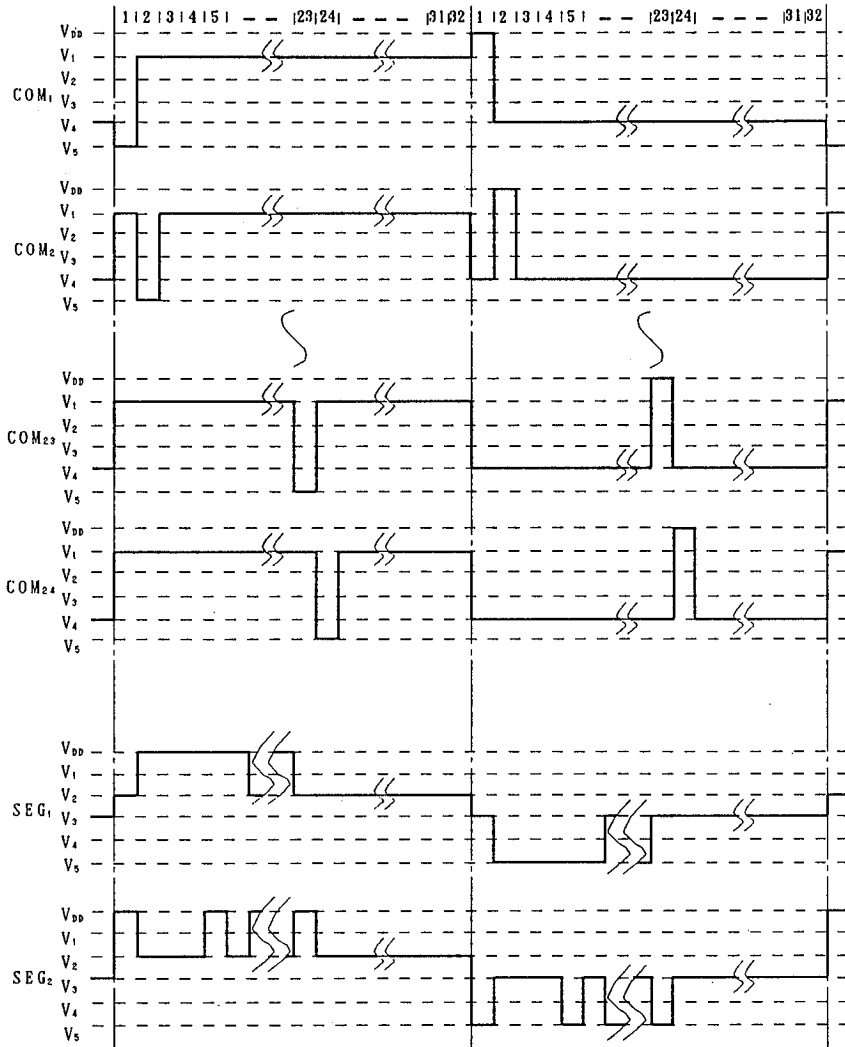 1 |2 |3 |4 |5| – – – |23|24| – – – – |31|32 1 |2 |3 |4 |5| – – – |23|24| – – – – |31|32
VDD
V1
V2
COM1 V3
V4
V5
VDD
V1
COM2 V2
V3
V4
V5
VDD
V1
COM23 V2
V3
V4
V5
VDD
V1
V2
COM24 V3
V4
V5
VDD
V1
V2
SEG1 V3
V4
V5
VDD
V1
V2
SEG2 V3
V4
V5